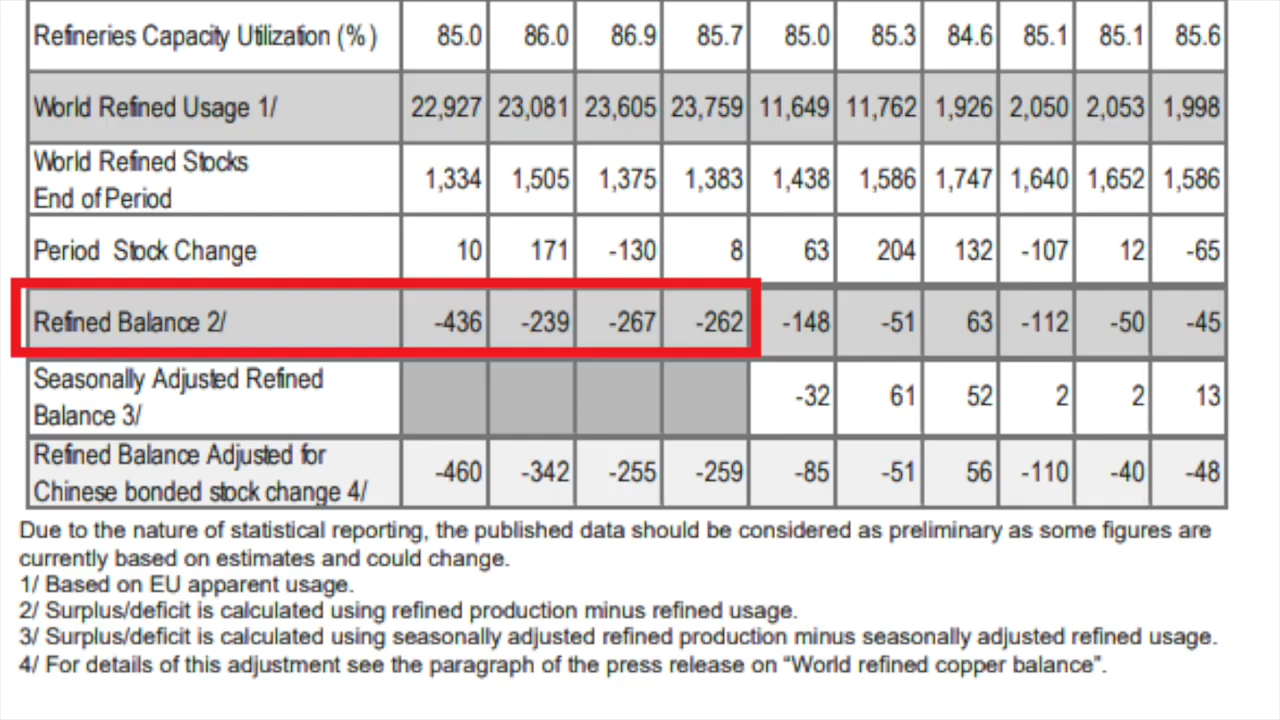 Refineries Capacity Utilization (%) 85.0 86.0 86.9 85.7 85.0 85.3 84.6 85.1 85.1 85.6
World Refined Usage 1/ 22,927 23,081 23,605 23,759 11,649 11,762 1,926 2,050 2,053 1,998
World Refined Stocks
End of Period 1,334 1,505 1,375 1,383 1,438 1,586 1,747 1,640 1,652 1,586
Period Stock Change 10 171 -130 8 63 204 132 -107 12 -65
Refined Balance 2/ -436 -239 -267 -262 -148 -51 63 -112 -50 -45
Seasonally Adjusted Refined
Balance 3/ -32 61 52 2 2 13
Refined Balance Adjusted for
Chinese bonded stock change 4/ -460 -342 -255 -259 -85 -51 56 -110 -40 -48
Due to the nature of statistical reporting, the published data should be considered as preliminary as some figures are
currently based on estimates and could change.
1/ Based on EU apparent usage.
2/ Surplus/deficit is calculated using refined production minus refined usage.
3/ Surplus/deficit is calculated using seasonally adjusted refined production minus seasonally adjusted refined usage.
4/ For details of this adjustment see the paragraph of the press release on “World refined copper balance”.